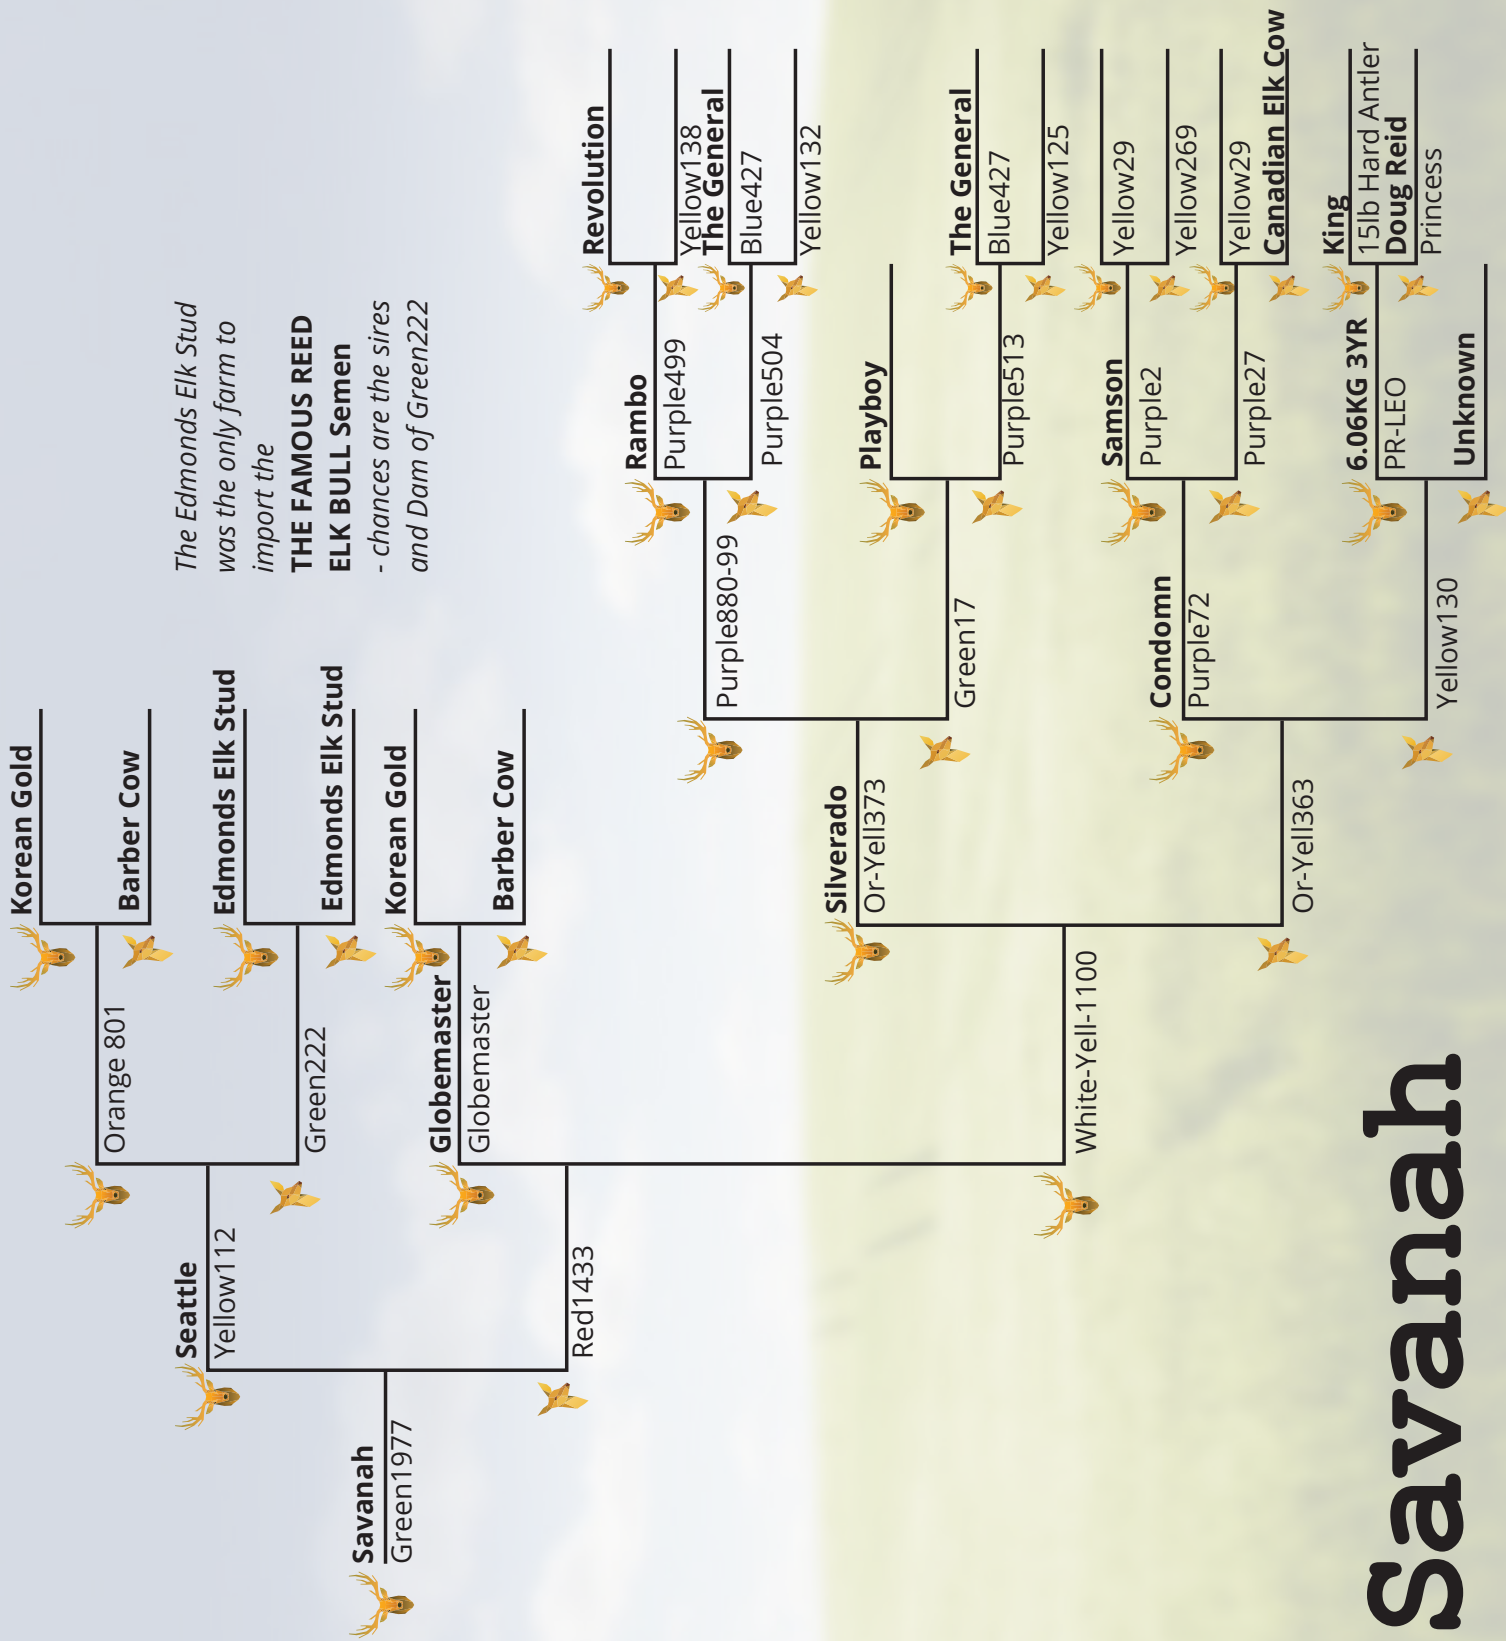 Korean Gold
Orange 801
Barber Cow
The Edmonds Elk Stud
was the only farm to
import the
THE FAMOUS REED
ELK BULL Semen
- chances are the sires
and Dam of Green222
Seattle
Yellow112
Edmonds Elk Stud
Green222
Edmonds Elk Stud
Savanah
Green1977
Korean Gold
Globemaster
Globemaster
Barber Cow
Red1433
Revolution
Rambo
Purple499
Yellow138
The General
Purple880-99
Blue427
Purple504
Yellow132
Silverado
Or-Yell373
Playboy
The General
Green17
Blue427
Purple513
Yellow125
White-Yell-1100
Samson
Yellow29
Purple2
Condomn
Purple72
Yellow269
Yellow29
Purple27
Canadian Elk Cow
Or-Yell363
King
6.06KG 3YR
15lb Hard Antler
PR-LEO
Doug Reid
Princess
Yellow130
Unknown
Savanah